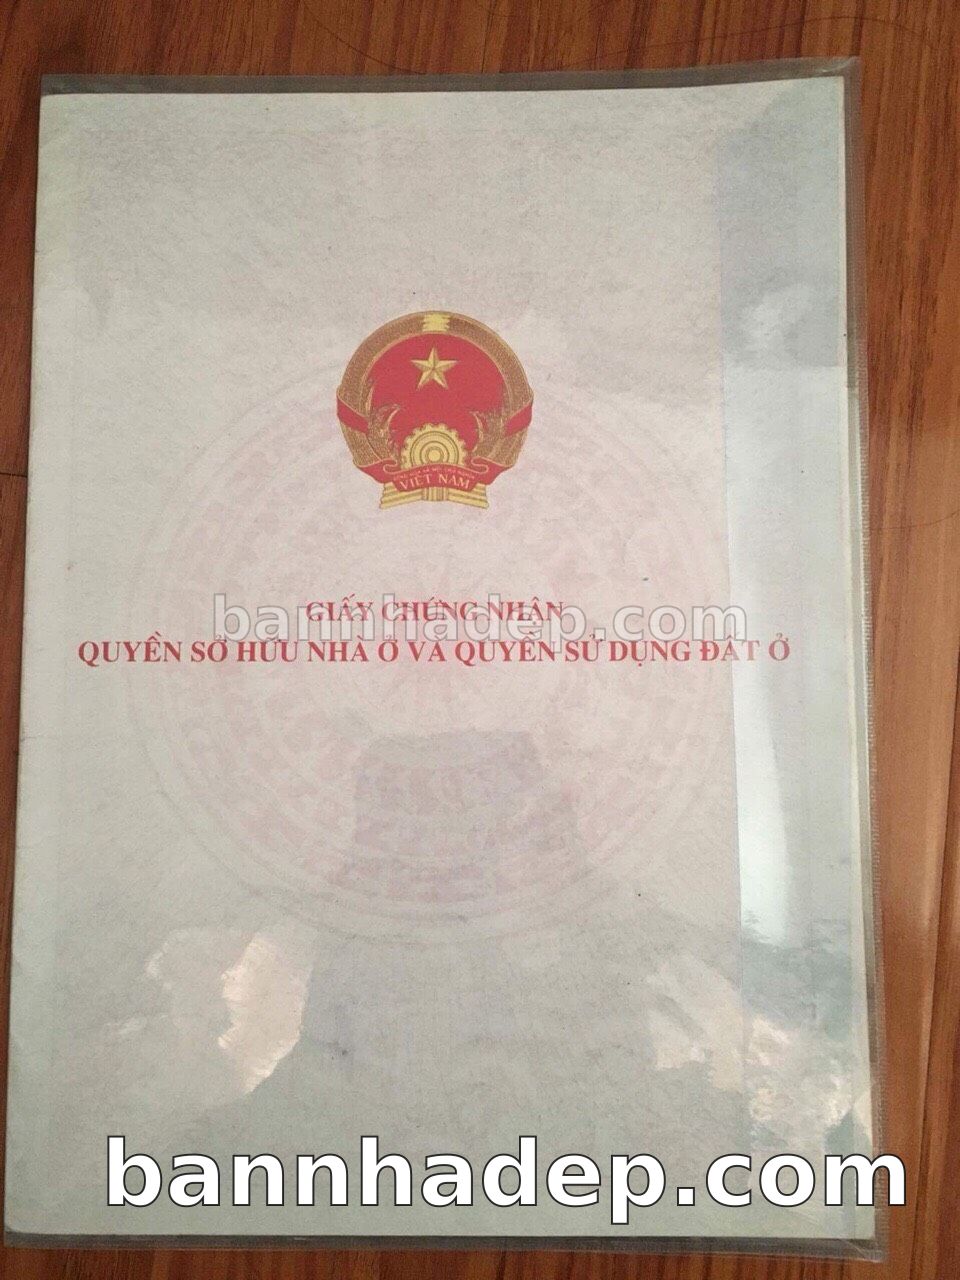 VIỆT NAM
GIẤY CHỨNG NHẬN
bannhadep.com
QUYỀN SỞ HỮU NHÀ Ở VÀ QUYỀN SỬ DỤNG ĐẤT Ở
bannhadep.com